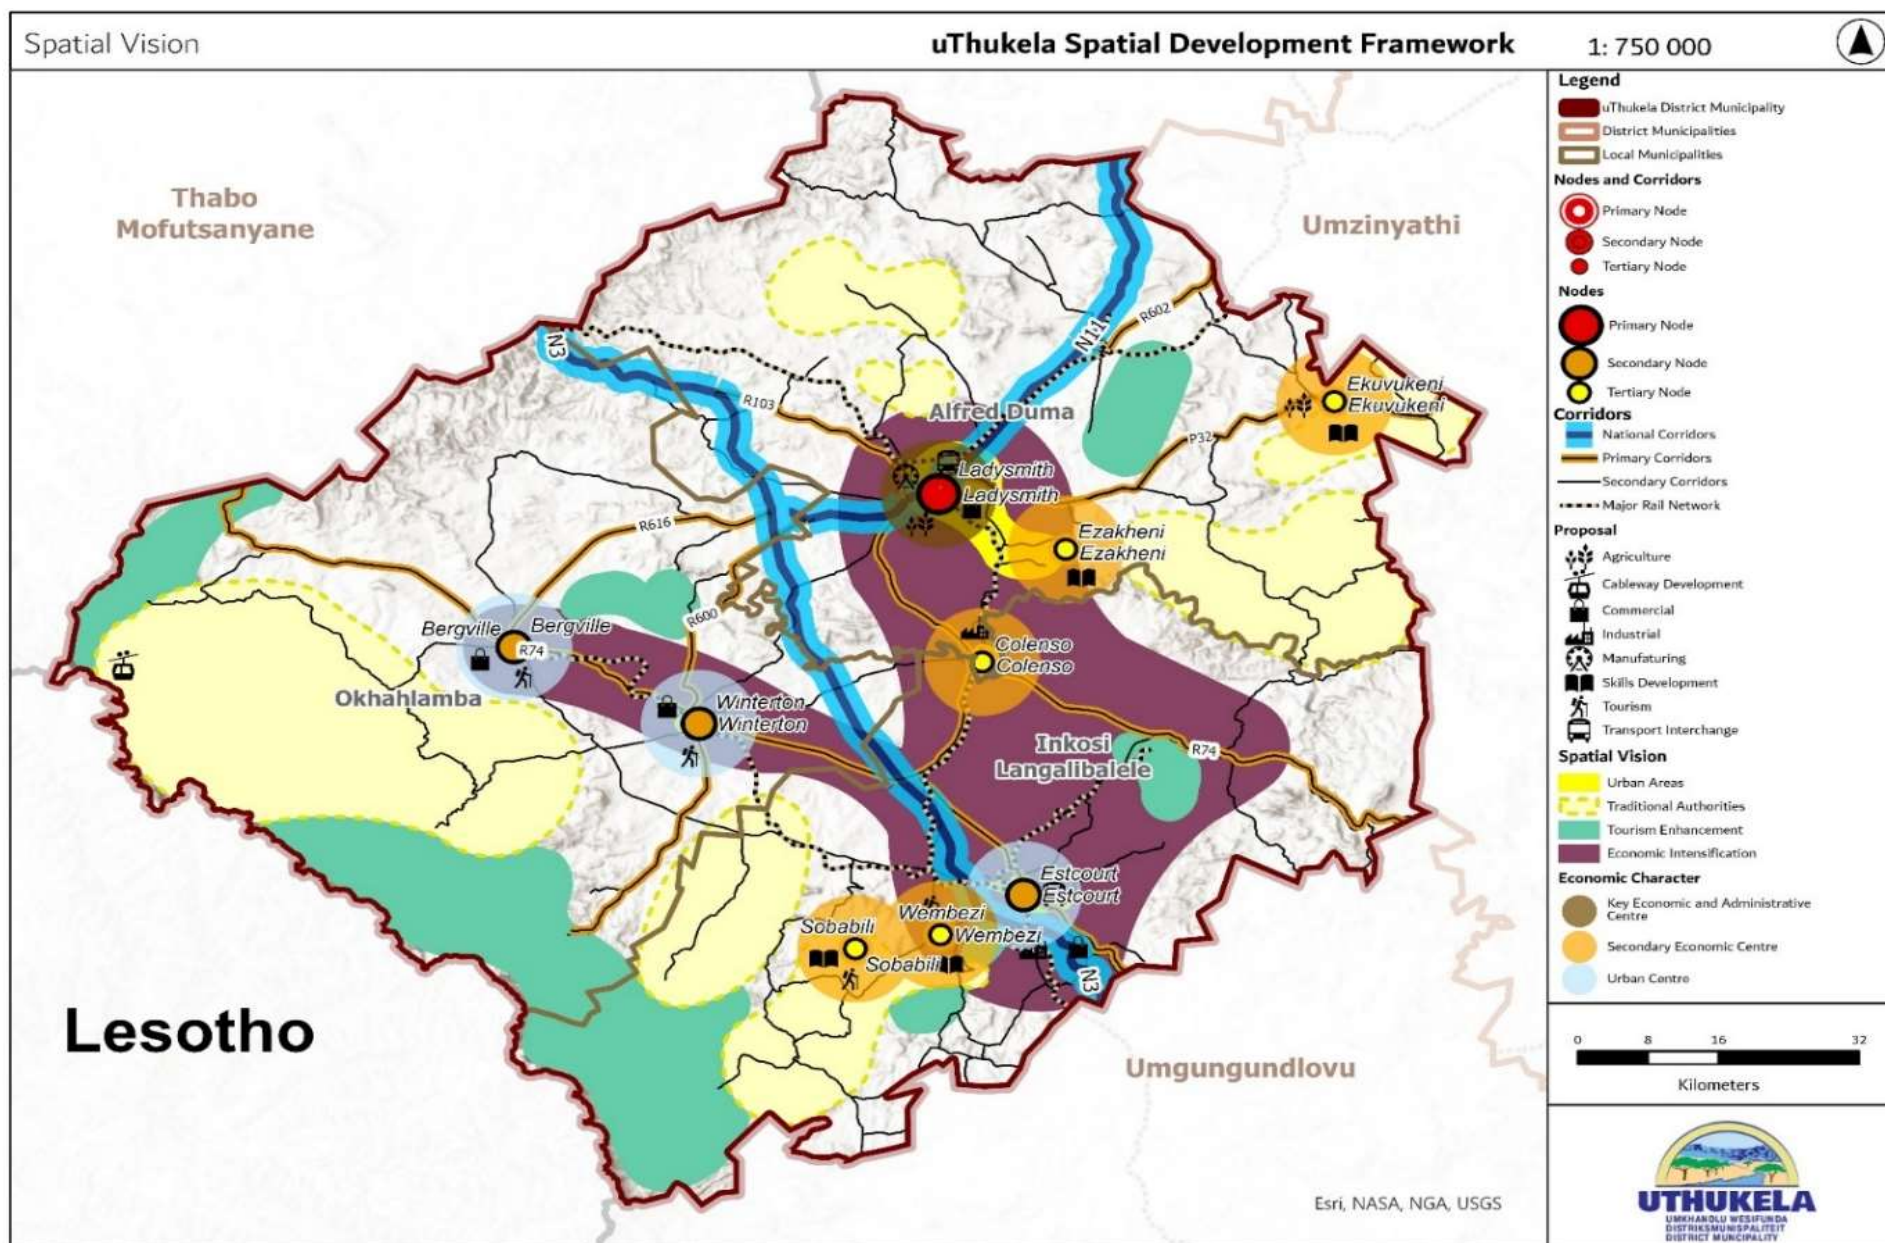 Spatial Vision
uThukela Spatial Development Framework
1: 750 000
Thabo
Mofutsanyane
Umzinyathi
N3
N11
R602
R103
Alfred Duma
Ekuvukeni
Ekuvukeni
P32
Ladysmith
Ladysmith
R616
Ezakheni
Ezakheni
R600
Bergville
Bergville
R74
Colenso
Colenso
Okhahlamba
Winterton
Winterton
Inkosi
Langalibalele
R74
Estcourt
Estcourt
Wembezi
Wembezi
Sobabili
Sobabili
N3
Lesotho
Umgungundlovu
Esri, NASA, NGA, USGS
Legend
uThukela District Municipality
District Municipalities
Local Municipalities
Nodes and Corridors
Primary Node
Secondary Node
Tertiary Node
Nodes
Primary Node
Secondary Node
Tertiary Node
Corridors
National Corridors
Primary Corridors
Secondary Corridors
Major Rail Network
Proposal
Agriculture
Cableway Development
Commercial
Industrial
Manufaturing
Skills Development
Tourism
Transport Interchange
Spatial Vision
Urban Areas
Traditional Authorities
Tourism Enhancement
Economic Intensification
Economic Character
Key Economic and Administrative
Centre
Secondary Economic Centre
Urban Centre
0 8 16 32
Kilometers
UTHUKELA
UMKHANDLU WESIFUNDA
DISTRIKSMUNISPALITEIT
DISTRICT MUNCIPALITY